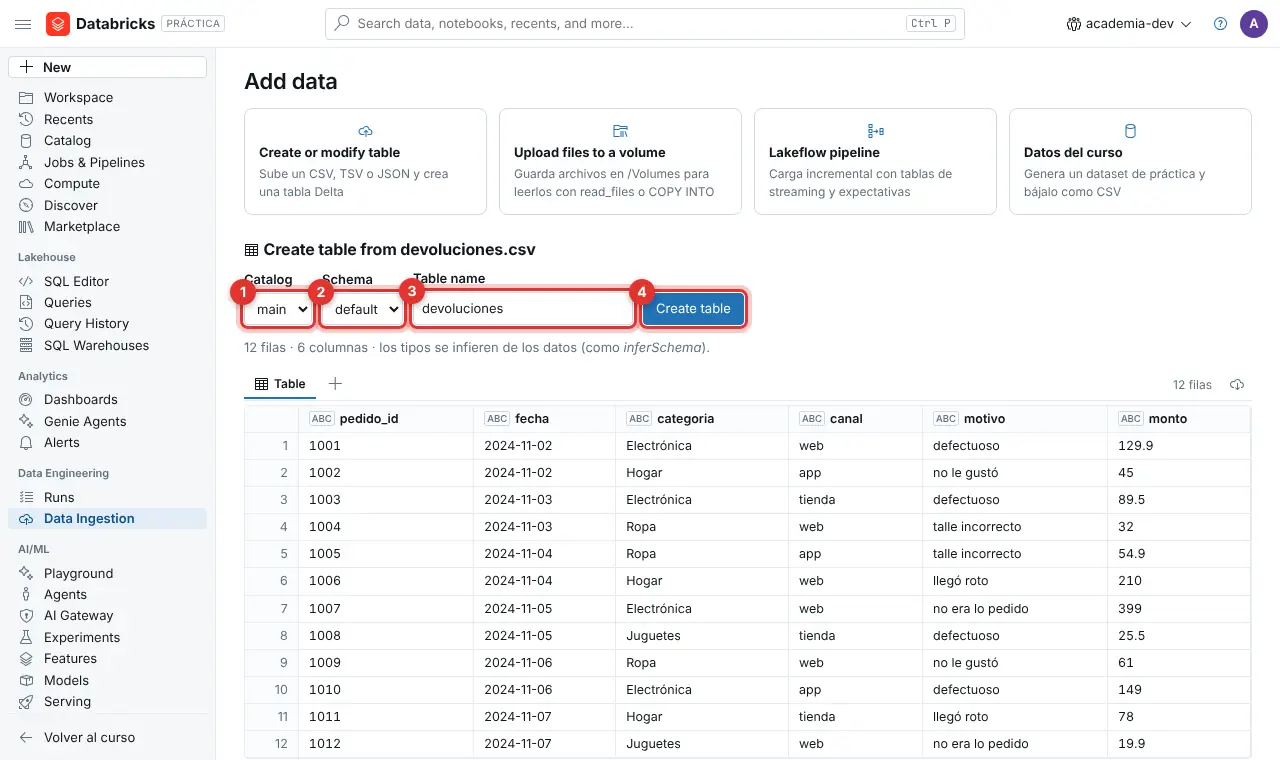 Databricks PRÁCTICA
Search data, notebooks, recents, and more... Ctrl P
academia-dev
A
New
Workspace
Recents
Catalog
Jobs & Pipelines
Compute
Discover
Marketplace
Lakehouse
SQL Editor
Queries
Query History
SQL Warehouses
Analytics
Dashboards
Genie Agents
Alerts
Data Engineering
Runs
Data Ingestion
AI/ML
Playground
Agents
AI Gateway
Experiments
Features
Models
Serving
Volver al curso
Add data
Create or modify table
Sube un CSV, TSV o JSON y crea
una tabla Delta
Upload files to a volume
Guarda archivos en /Volumes para
leerlos con read_files o COPY INTO
Lakeflow pipeline
Carga incremental con tablas de
streaming y expectativas
Datos del curso
Genera un dataset de práctica y
bájalo como CSV
Create table from devoluciones.csv
Catalog Schema Table name
1 2 3 4
main default devoluciones Create table
12 filas · 6 columnas · los tipos se infieren de los datos (como inferSchema).
Table 12 filas
ABC pedido_id ABC fecha ABC categoria ABC canal ABC motivo ABC monto
1 1001 2024-11-02 Electrónica web defectuoso 129.9
2 1002 2024-11-02 Hogar app no le gustó 45
3 1003 2024-11-03 Electrónica tienda defectuoso 89.5
4 1004 2024-11-03 Ropa web talle incorrecto 32
5 1005 2024-11-04 Ropa app talle incorrecto 54.9
6 1006 2024-11-04 Hogar web llegó roto 210
7 1007 2024-11-05 Electrónica web no era lo pedido 399
8 1008 2024-11-05 Juguetes tienda defectuoso 25.5
9 1009 2024-11-06 Ropa web no le gustó 61
10 1010 2024-11-06 Electrónica app defectuoso 149
11 1011 2024-11-07 Hogar tienda llegó roto 78
12 1012 2024-11-07 Juguetes web no era lo pedido 19.9